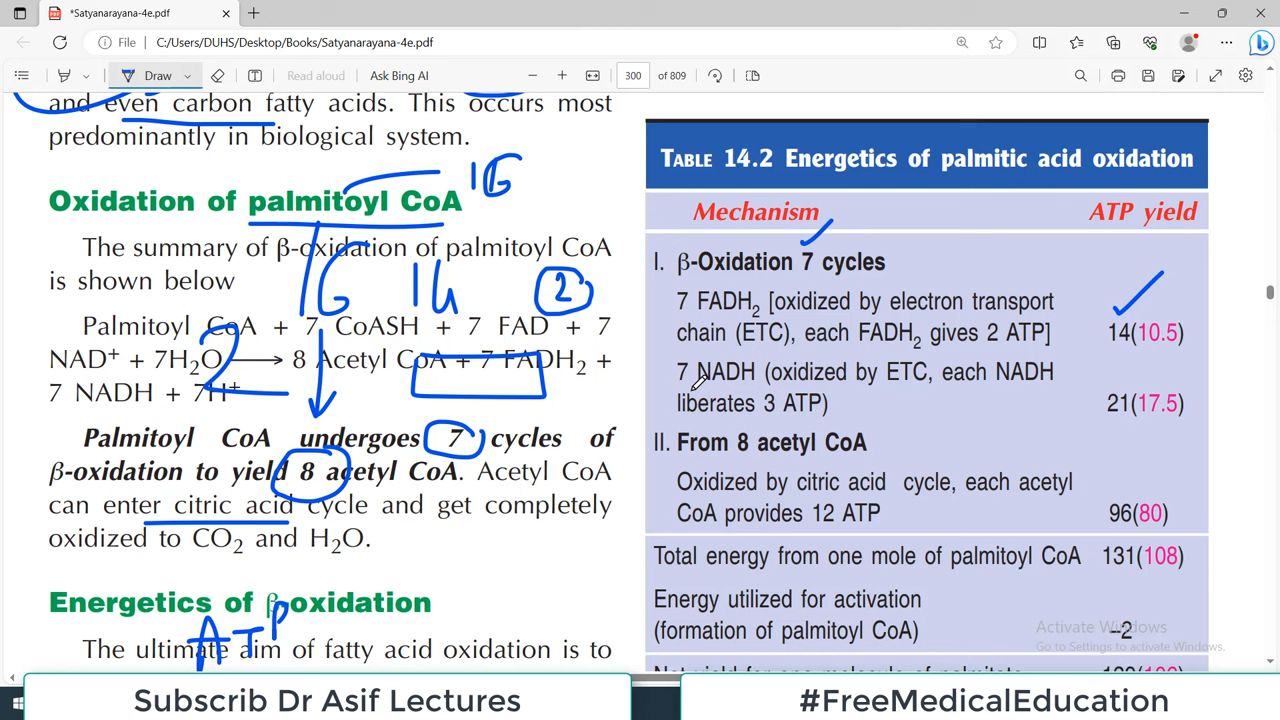 *Satyanarayana-4e.pdf
File C:/Users/DUHS/Desktop/Books/Satyanarayana-4e.pdf
Draw Read aloud Ask Bing AI 300 of 809
and even carbon fatty acids. This occurs most
predominantly in biological system.
16
Oxidation of palmitoyl CoA
The summary of β-oxidation of palmitoyl CoA
is shown below
16 14 2
Palmitoyl CoA + 7 CoASH + 7 FAD + 7
NAD+ + 7H2O ⟶ 8 Acetyl CoA + 7 FADH2 +
7 NADH + 7H+
2
Palmitoyl CoA undergoes 7 cycles of
β-oxidation to yield 8 acetyl CoA. Acetyl CoA
can enter citric acid cycle and get completely
oxidized to CO2 and H2O.
Energetics of β-oxidation
ATP
The ultimate aim of fatty acid oxidation is to
TABLE 14.2 Energetics of palmitic acid oxidation
Mechanism ATP yield
I. β-Oxidation 7 cycles
7 FADH2 [oxidized by electron transport
chain (ETC), each FADH2 gives 2 ATP] 14(10.5)
7 NADH (oxidized by ETC, each NADH
liberates 3 ATP) 21(17.5)
II. From 8 acetyl CoA
Oxidized by citric acid cycle, each acetyl
CoA provides 12 ATP 96(80)
Total energy from one mole of palmitoyl CoA 131(108)
Energy utilized for activation
(formation of palmitoyl CoA) –2
Activate Windows
Go to Settings to activate Windows.
Subscrib Dr Asif Lectures
#FreeMedicalEducation